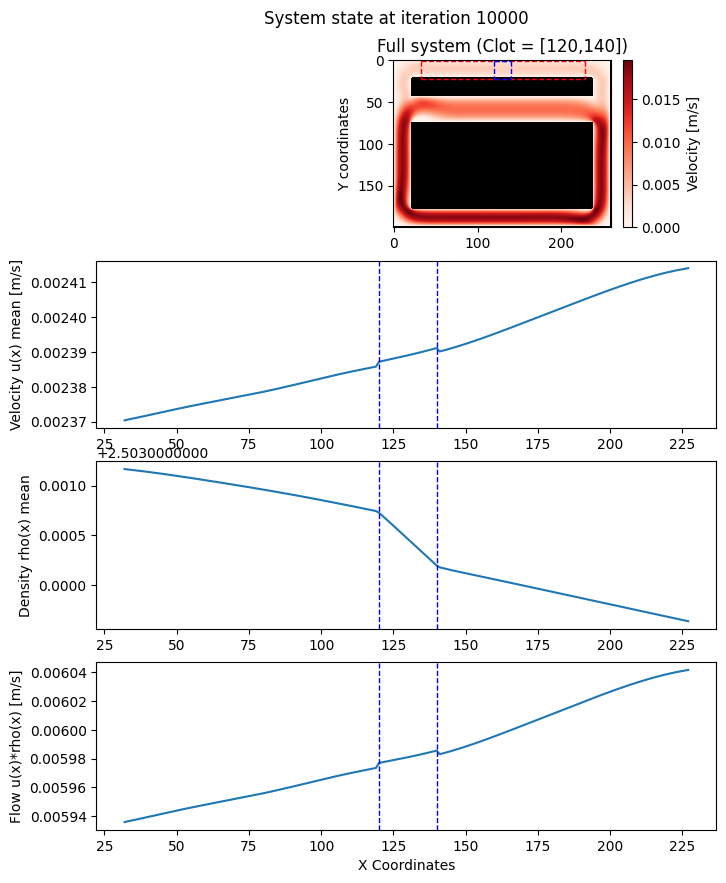 System state at iteration 10000
Full system (Clot = [120,140])
Y coordinates
0
50
100
150
0 100 200
0.015
0.010
0.005
0.000
Velocity [m/s]
Velocity u(x) mean [m/s]
0.00241
0.00240
0.00239
0.00238
0.00237
25 50 75 100 125 150 175 200 225
+2.5030000000
Density rho(x) mean
0.0010
0.0005
0.0000
25 50 75 100 125 150 175 200 225
Flow u(x)*rho(x) [m/s]
0.00604
0.00602
0.00600
0.00598
0.00596
0.00594
25 50 75 100 125 150 175 200 225
X Coordinates